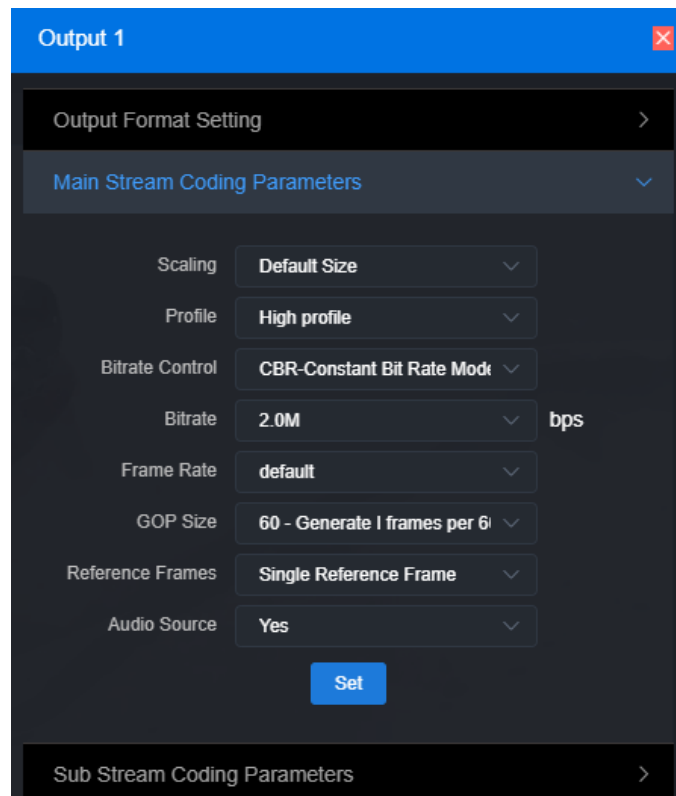 Output 1
Output Format Setting
Main Stream Coding Parameters
Scaling Default Size
Profile High profile
Bitrate Control CBR-Constant Bit Rate Mode
Bitrate 2.0M bps
Frame Rate default
GOP Size 60 - Generate I frames per 6
Reference Frames Single Reference Frame
Audio Source Yes
Set
Sub Stream Coding Parameters